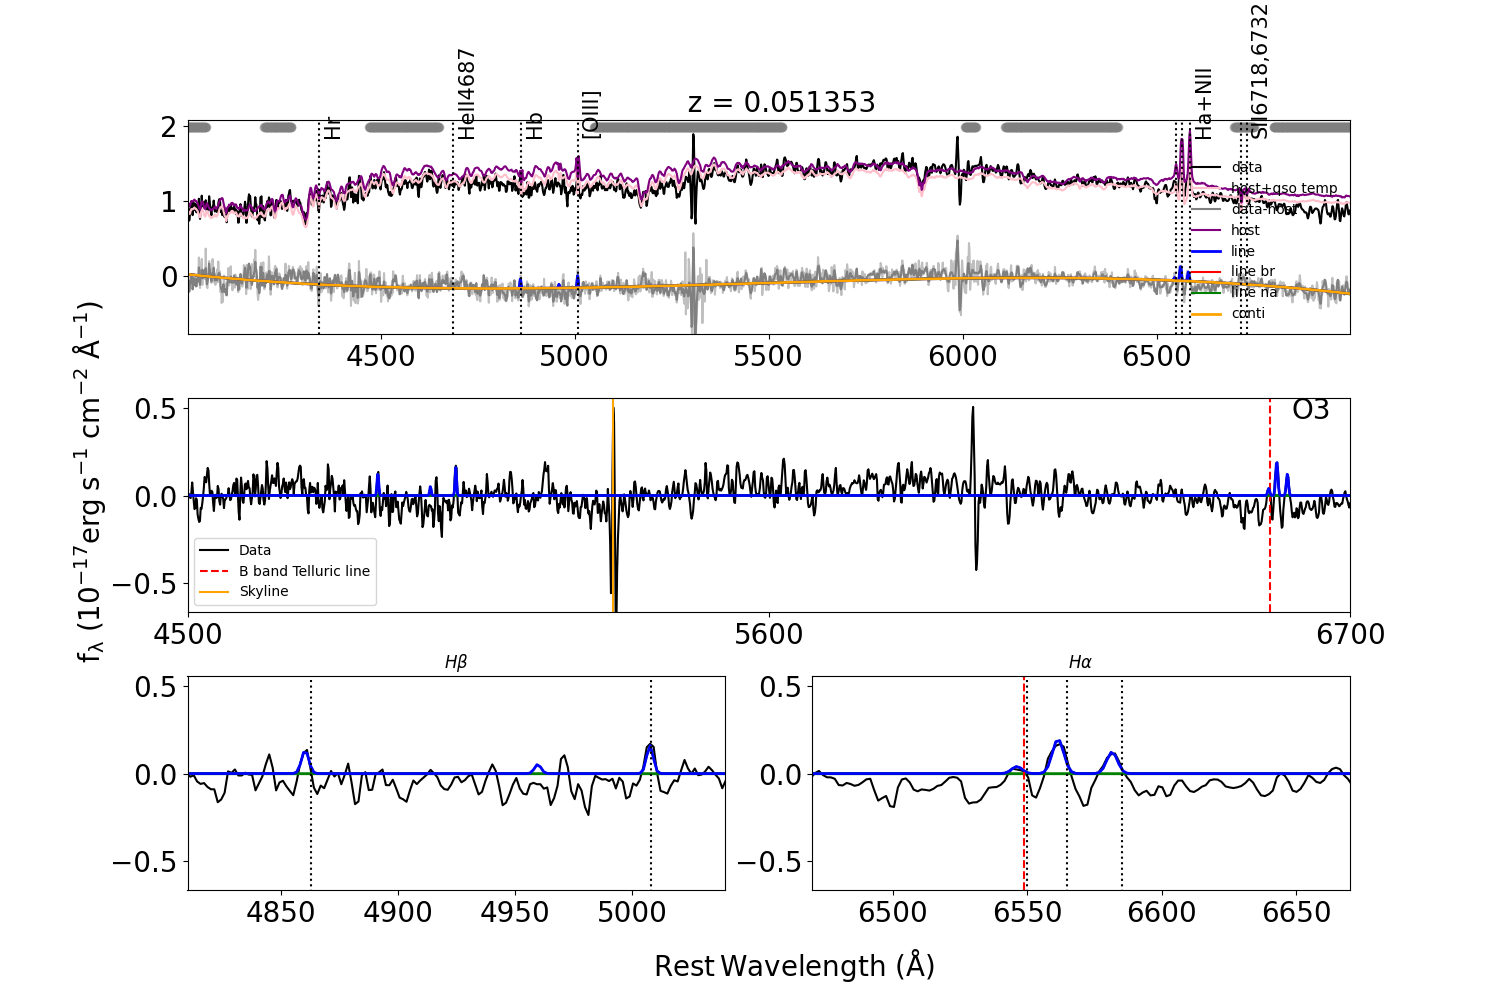 z = 0.051353
Hr
HeII4687
Hb
[OIII]
Ha+NII
SII6718,6732
2
1
0
data
host+qso temp
data-host
host
line
line br
line na
conti
4500
5000
5500
6000
6500
f_λ (10^−17 erg s^−1 cm^−2 Å^−1)
0.5
0.0
−0.5
O3
Data
B band Telluric line
Skyline
4500
5600
6700
Hβ
0.5
0.0
−0.5
4850
4900
4950
5000
Hα
0.5
0.0
−0.5
6500
6550
6600
6650
Rest Wavelength (Å)